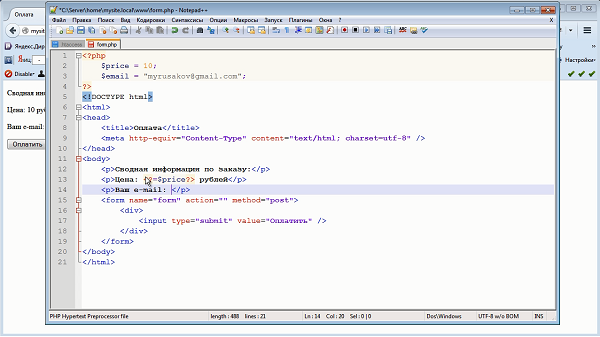 Оплата
*C:\Server\home\mysite.local\www\form.php - Notepad++
Файл Правка Поиск Вид Кодировки Синтаксисы Опции Макросы Запуск Плагины Окна ?
form.php
Яндекс.Дир
Disable
Настройки
Сводная инф
Цена: 10 руб
Ваш e-mail:
Оплатить
1 <?php
2 $price = 10;
3 $email = "myrusakov@gmail.com";
4 ?>
5 <!DOCTYPE html>
6 <html>
7 <head>
8 <title>Оплата</title>
9 <meta http-equiv="Content-Type" content="text/html; charset=utf-8" />
10 </head>
11 <body>
12 <p>Сводная информация по заказу:</p>
13 <p>Цена: <?=$price?> рублей</p>
14 <p>Ваш e-mail: </p>
15 <form name="form" action="" method="post">
16 <div>
17 <input type="submit" value="Оплатить" />
18 </div>
19 </form>
20 </body>
21 </html>
PHP Hypertext Preprocessor file length : 488 lines : 21 Ln : 14 Col : 20 Sel : 0 | 0 Dos\Windows UTF-8 w/o BOM INS